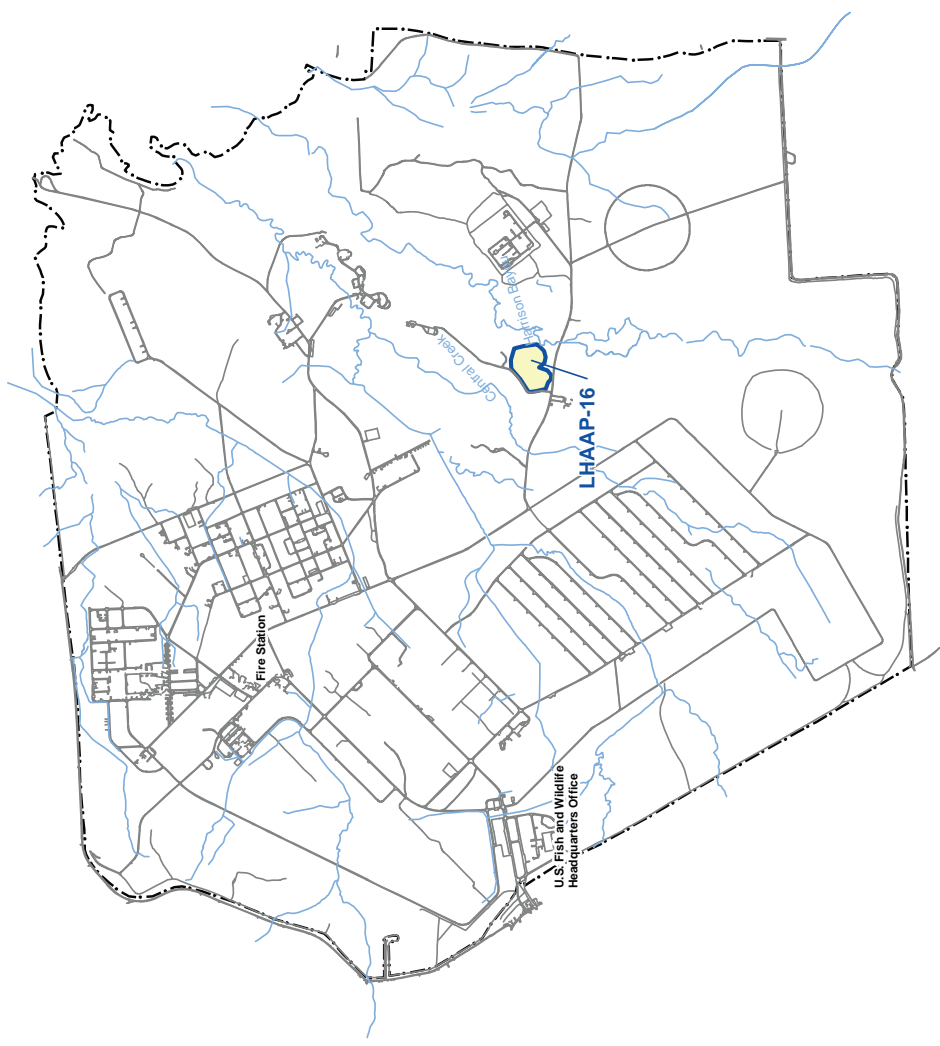 Fire Station
Central Creek
Harrison Bayou
LHAAP-16
U.S. Fish and Wildlife
Headquarters Office